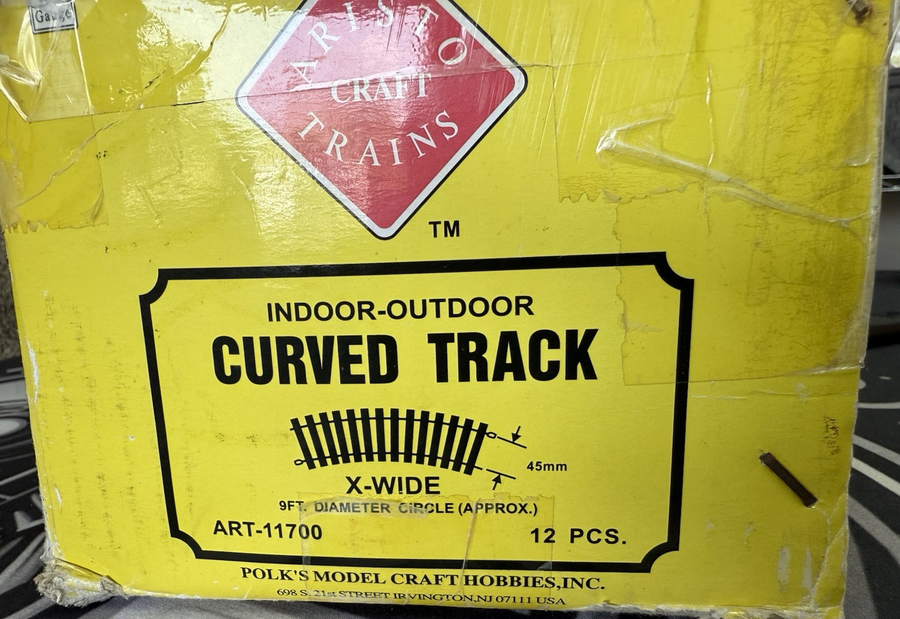 Gauge
ARISTO
CRAFT
TRAINS
TM
INDOOR-OUTDOOR
CURVED TRACK
45mm
X-WIDE
9FT. DIAMETER CIRCLE (APPROX.)
ART-11700 12 PCS.
POLK'S MODEL CRAFT HOBBIES,INC.
698 S. 21st STREET IRVINGTON,NJ 07111 USA